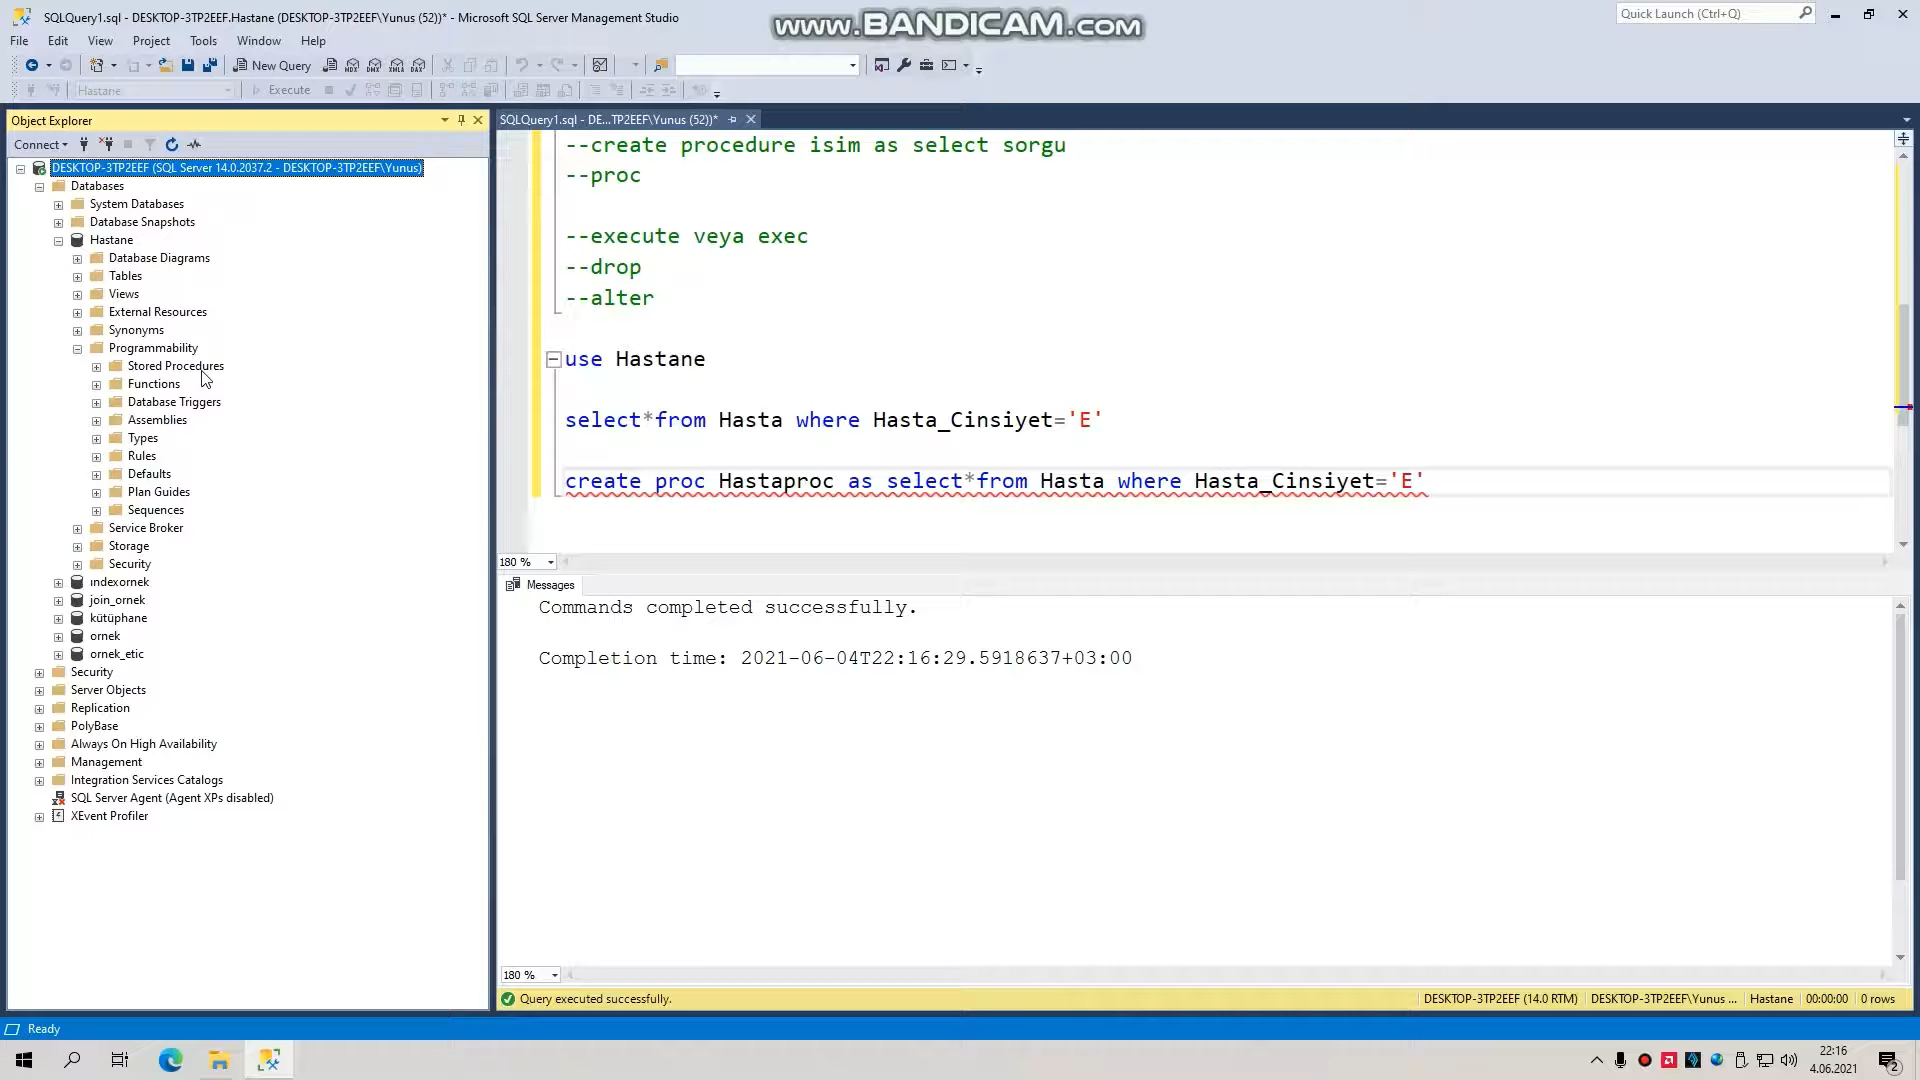 SQLQuery1.sql - DESKTOP-3TP2EEF.Hastane (DESKTOP-3TP2EEF\Yunus (52))* - Microsoft SQL Server Management Studio
www.BANDICAM.com
Quick Launch (Ctrl+Q)
File Edit View Project Tools Window Help
New Query
MDX DMX XMLA DAX
Hastane
Execute
Object Explorer
SQLQuery1.sql - DE...TP2EEF\Yunus (52))*
Connect
DESKTOP-3TP2EEF (SQL Server 14.0.2037.2 - DESKTOP-3TP2EEF\Yunus)
Databases
System Databases
Database Snapshots
Hastane
Database Diagrams
Tables
Views
External Resources
Synonyms
Programmability
Stored Procedures
Functions
Database Triggers
Assemblies
Types
Rules
Defaults
Plan Guides
Sequences
Service Broker
Storage
Security
ındexornek
join_ornek
kütüphane
ornek
ornek_etic
Security
Server Objects
Replication
PolyBase
Always On High Availability
Management
Integration Services Catalogs
SQL Server Agent (Agent XPs disabled)
XEvent Profiler
--create procedure isim as select sorgu
--proc
--execute veya exec
--drop
--alter
use Hastane
select*from Hasta where Hasta_Cinsiyet='E'
create proc Hastaproc as select*from Hasta where Hasta_Cinsiyet='E'
180 %
Messages
Commands completed successfully.
Completion time: 2021-06-04T22:16:29.5918637+03:00
180 %
Query executed successfully.
DESKTOP-3TP2EEF (14.0 RTM) DESKTOP-3TP2EEF\Yunus ... Hastane 00:00:00 0 rows
Ready
22:16
4.06.2021
2